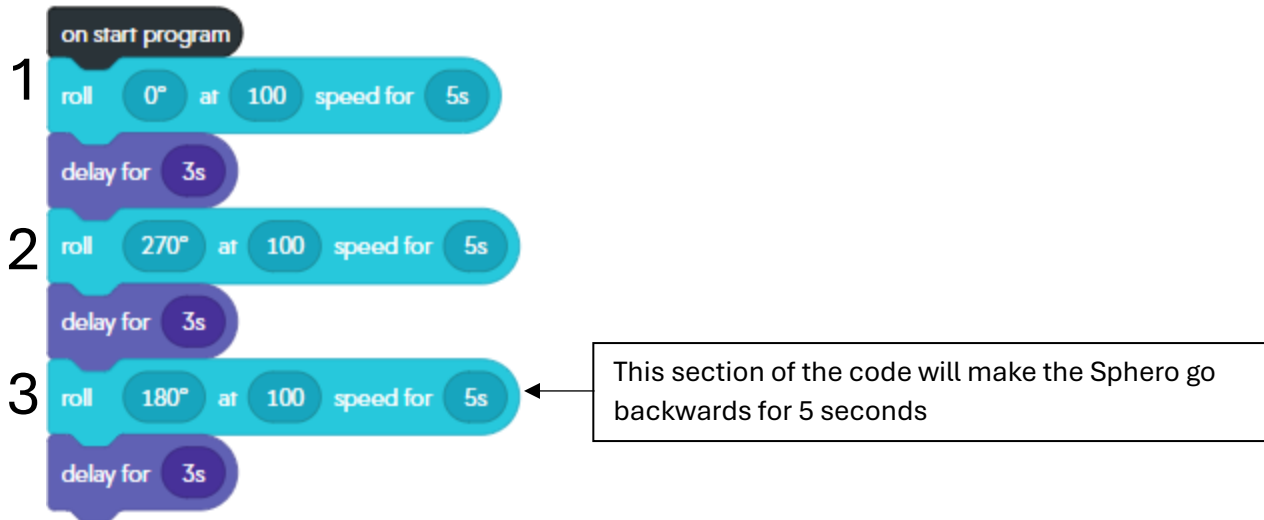 on start program
1 roll 0° at 100 speed for 5s
delay for 3s
2 roll 270° at 100 speed for 5s
delay for 3s
3 roll 180° at 100 speed for 5s
delay for 3s
This section of the code will make the Sphero go
backwards for 5 seconds